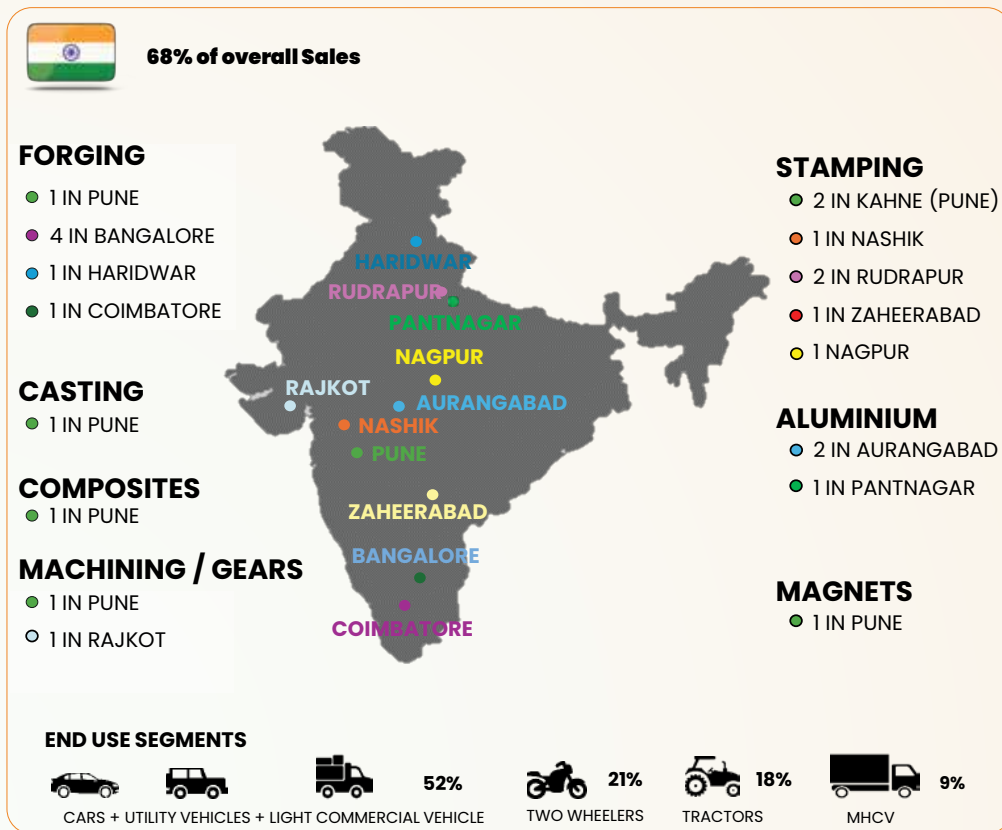 68% of overall Sales
FORGING
1 IN PUNE
4 IN BANGALORE
1 IN HARIDWAR
1 IN COIMBATORE
CASTING
1 IN PUNE
COMPOSITES
1 IN PUNE
MACHINING / GEARS
1 IN PUNE
1 IN RAJKOT
HARIDWAR
RUDRAPUR
PANTNAGAR
NAGPUR
RAJKOT
AURANGABAD
NASHIK
PUNE
ZAHEERABAD
BANGALORE
COIMBATORE
STAMPING
2 IN KAHNE (PUNE)
1 IN NASHIK
2 IN RUDRAPUR
1 IN ZAHEERABAD
1 NAGPUR
ALUMINIUM
2 IN AURANGABAD
1 IN PANTNAGAR
MAGNETS
1 IN PUNE
END USE SEGMENTS
52%
CARS + UTILITY VEHICLES + LIGHT COMMERCIAL VEHICLE
21%
TWO WHEELERS
18%
TRACTORS
9%
MHCV